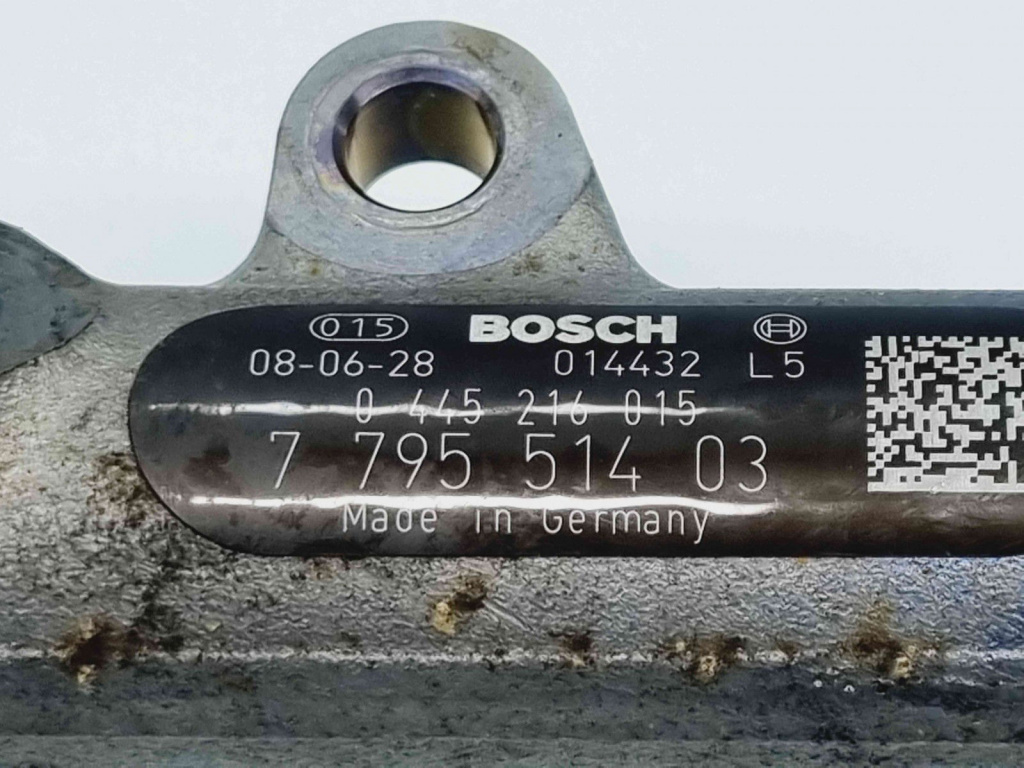 015 BOSCH
08-06-28 014432 L5
0 445 216 015
7 795 514 03
Made in Germany